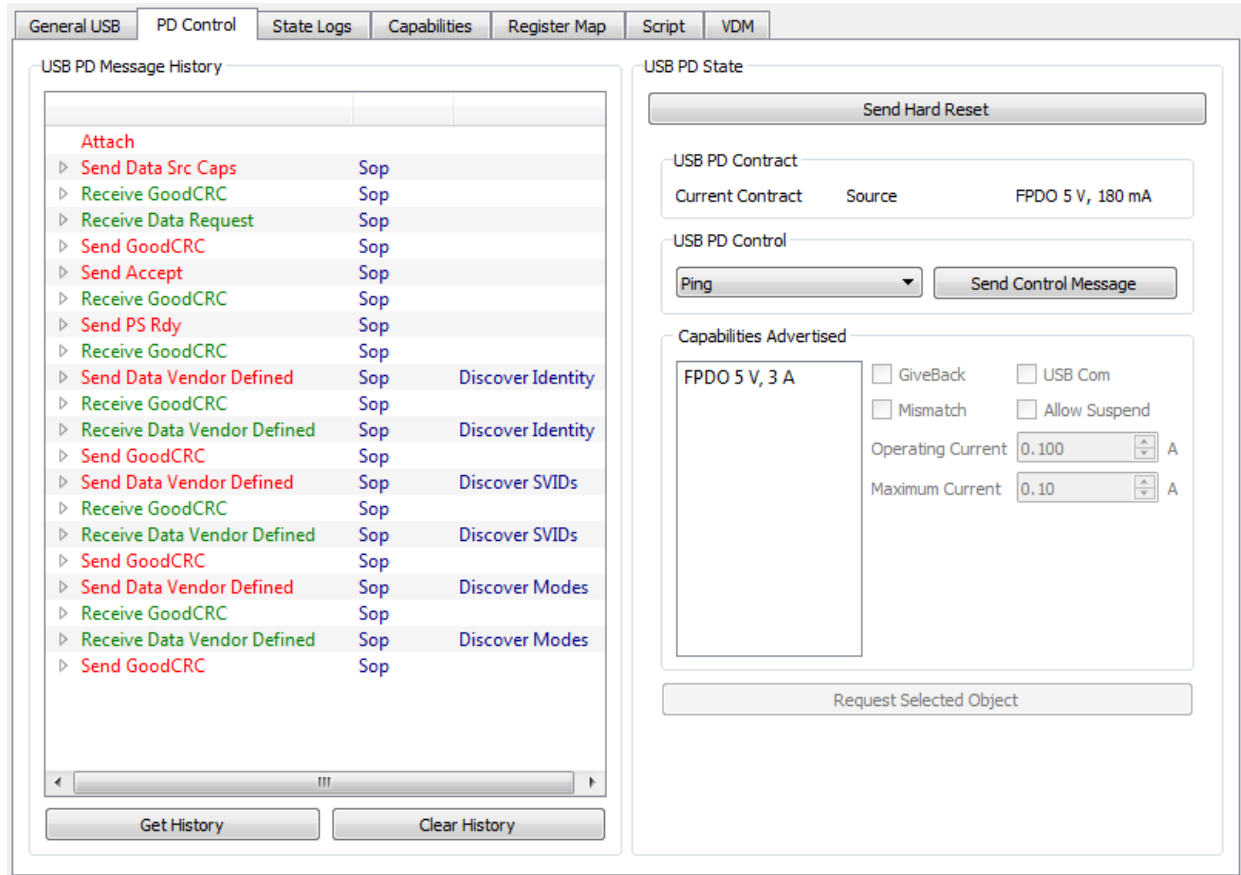 General USB PD Control State Logs Capabilities Register Map Script VDM
USB PD Message History
Attach
Send Data Src Caps Sop
Receive GoodCRC Sop
Receive Data Request Sop
Send GoodCRC Sop
Send Accept Sop
Receive GoodCRC Sop
Send PS Rdy Sop
Receive GoodCRC Sop
Send Data Vendor Defined Sop Discover Identity
Receive GoodCRC Sop
Receive Data Vendor Defined Sop Discover Identity
Send GoodCRC Sop
Send Data Vendor Defined Sop Discover SVIDs
Receive GoodCRC Sop
Receive Data Vendor Defined Sop Discover SVIDs
Send GoodCRC Sop
Send Data Vendor Defined Sop Discover Modes
Receive GoodCRC Sop
Receive Data Vendor Defined Sop Discover Modes
Send GoodCRC Sop
Get History Clear History
USB PD State
Send Hard Reset
USB PD Contract
Current Contract Source FPDO 5 V, 180 mA
USB PD Control
Ping Send Control Message
Capabilities Advertised
FPDO 5 V, 3 A
GiveBack USB Com
Mismatch Allow Suspend
Operating Current 0.100 A
Maximum Current 0.10 A
Request Selected Object